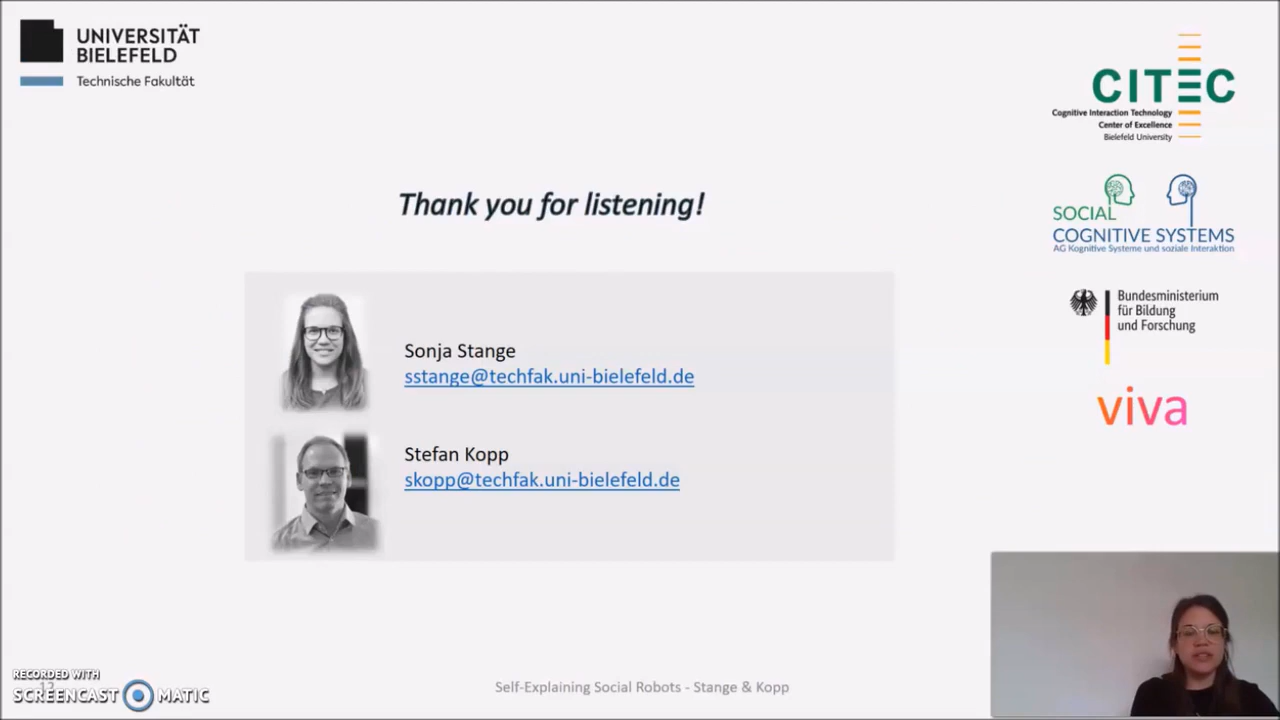 UNIVERSITÄT
BIELEFELD
Technische Fakultät
CITEC
Cognitive Interaction Technology
Center of Excellence
Bielefeld University
Thank you for listening!
SOCIAL
COGNITIVE SYSTEMS
AG Kognitive Systeme und soziale Interaktion
Bundesministerium
für Bildung
und Forschung
viva
Sonja Stange
sstange@techfak.uni-bielefeld.de
Stefan Kopp
skopp@techfak.uni-bielefeld.de
RECORDED WITH
SCREENCAST MATIC
Self-Explaining Social Robots - Stange & Kopp